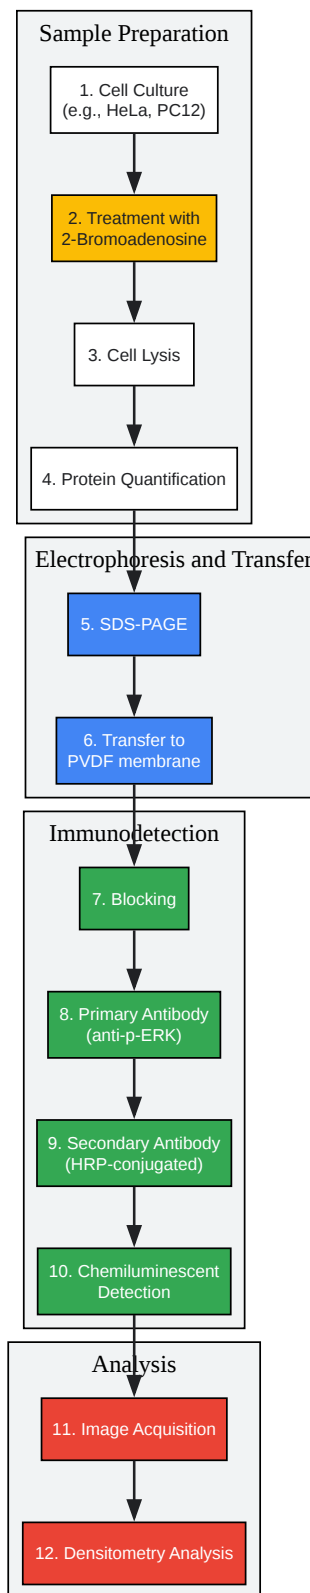 Sample Preparation
1. Cell Culture
(e.g., HeLa, PC12)
2. Treatment with
2-Bromoadenosine
3. Cell Lysis
4. Protein Quantification
Electrophoresis and Transfer
5. SDS-PAGE
6. Transfer to
PVDF membrane
Immunodetection
7. Blocking
8. Primary Antibody
(anti-p-ERK)
9. Secondary Antibody
(HRP-conjugated)
10. Chemiluminescent
Detection
Analysis
11. Image Acquisition
12. Densitometry Analysis